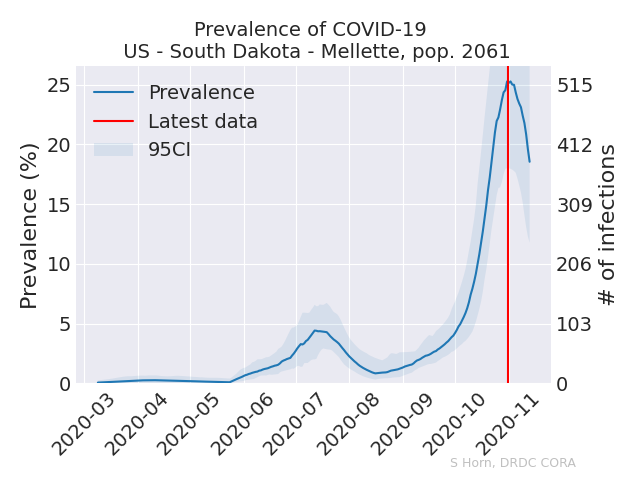 Prevalence of COVID-19
US - South Dakota - Mellette, pop. 2061
Prevalence
Latest data
95CI
Prevalence (%)
25
20
15
10
5
0
515
412
309
206
103
0
# of infections
2020-03
2020-04
2020-05
2020-06
2020-07
2020-08
2020-09
2020-10
2020-11
S Horn, DRDC CORA